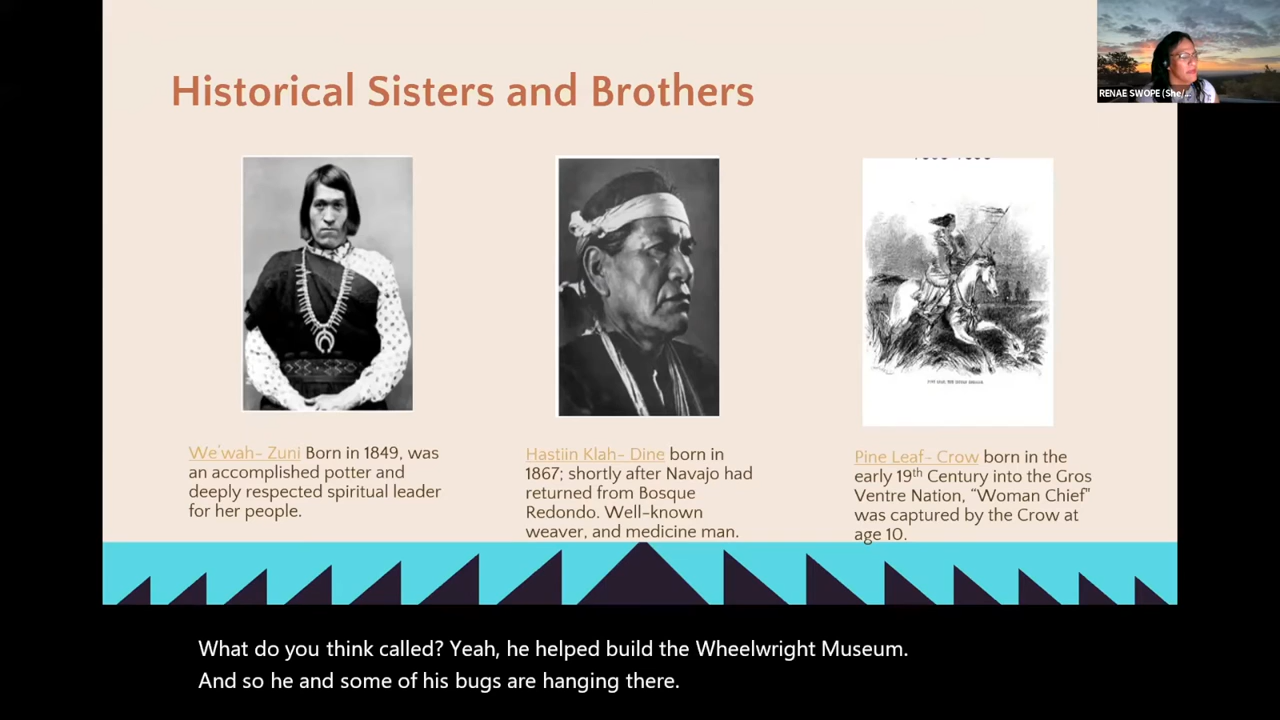 Historical Sisters and Brothers
RENAE SWOPE (She/...
We'wah- Zuni Born in 1849, was
an accomplished potter and
deeply respected spiritual leader
for her people.
Hastiin Klah- Dine born in
1867; shortly after Navajo had
returned from Bosque
Redondo. Well-known
weaver, and medicine man.
Pine Leaf- Crow born in the
early 19th Century into the Gros
Ventre Nation, “Woman Chief”
was captured by the Crow at
age 10.
What do you think called? Yeah, he helped build the Wheelwright Museum.
And so he and some of his bugs are hanging there.